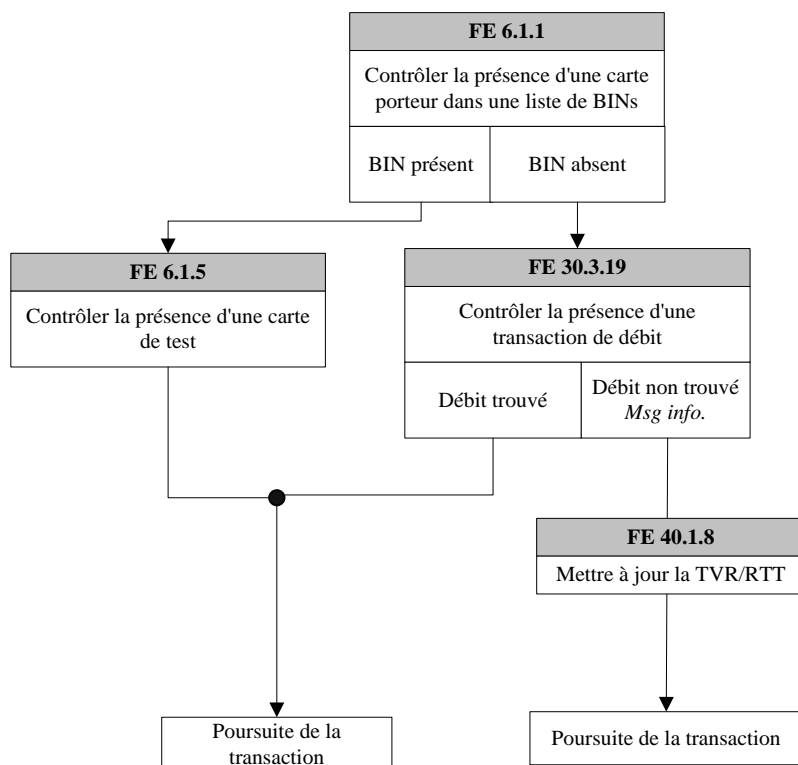 FE 6.1.1
Contrôler la présence d'une carte
porteur dans une liste de BINs
BIN présent
BIN absent
FE 6.1.5
Contrôler la présence d'une carte
de test
FE 30.3.19
Contrôler la présence d'une
transaction de débit
Débit trouvé
Débit non trouvé
Msg info.
FE 40.1.8
Mettre à jour la TVR/RTT
Poursuite de la
transaction
Poursuite de la transaction